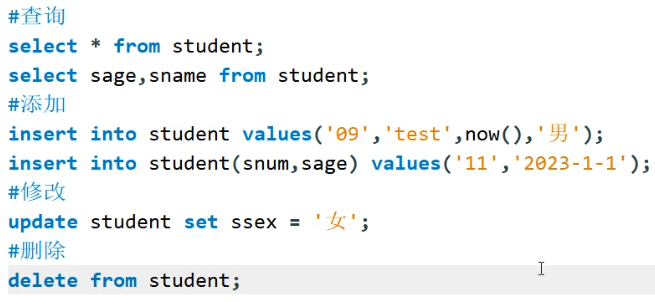 #查询
select * from student;
select sage,sname from student;
#添加
insert into student values('09','test',now(),'男');
insert into student(snum,sage) values('11','2023-1-1');
#修改
update student set ssex = '女';
#删除
delete from student;